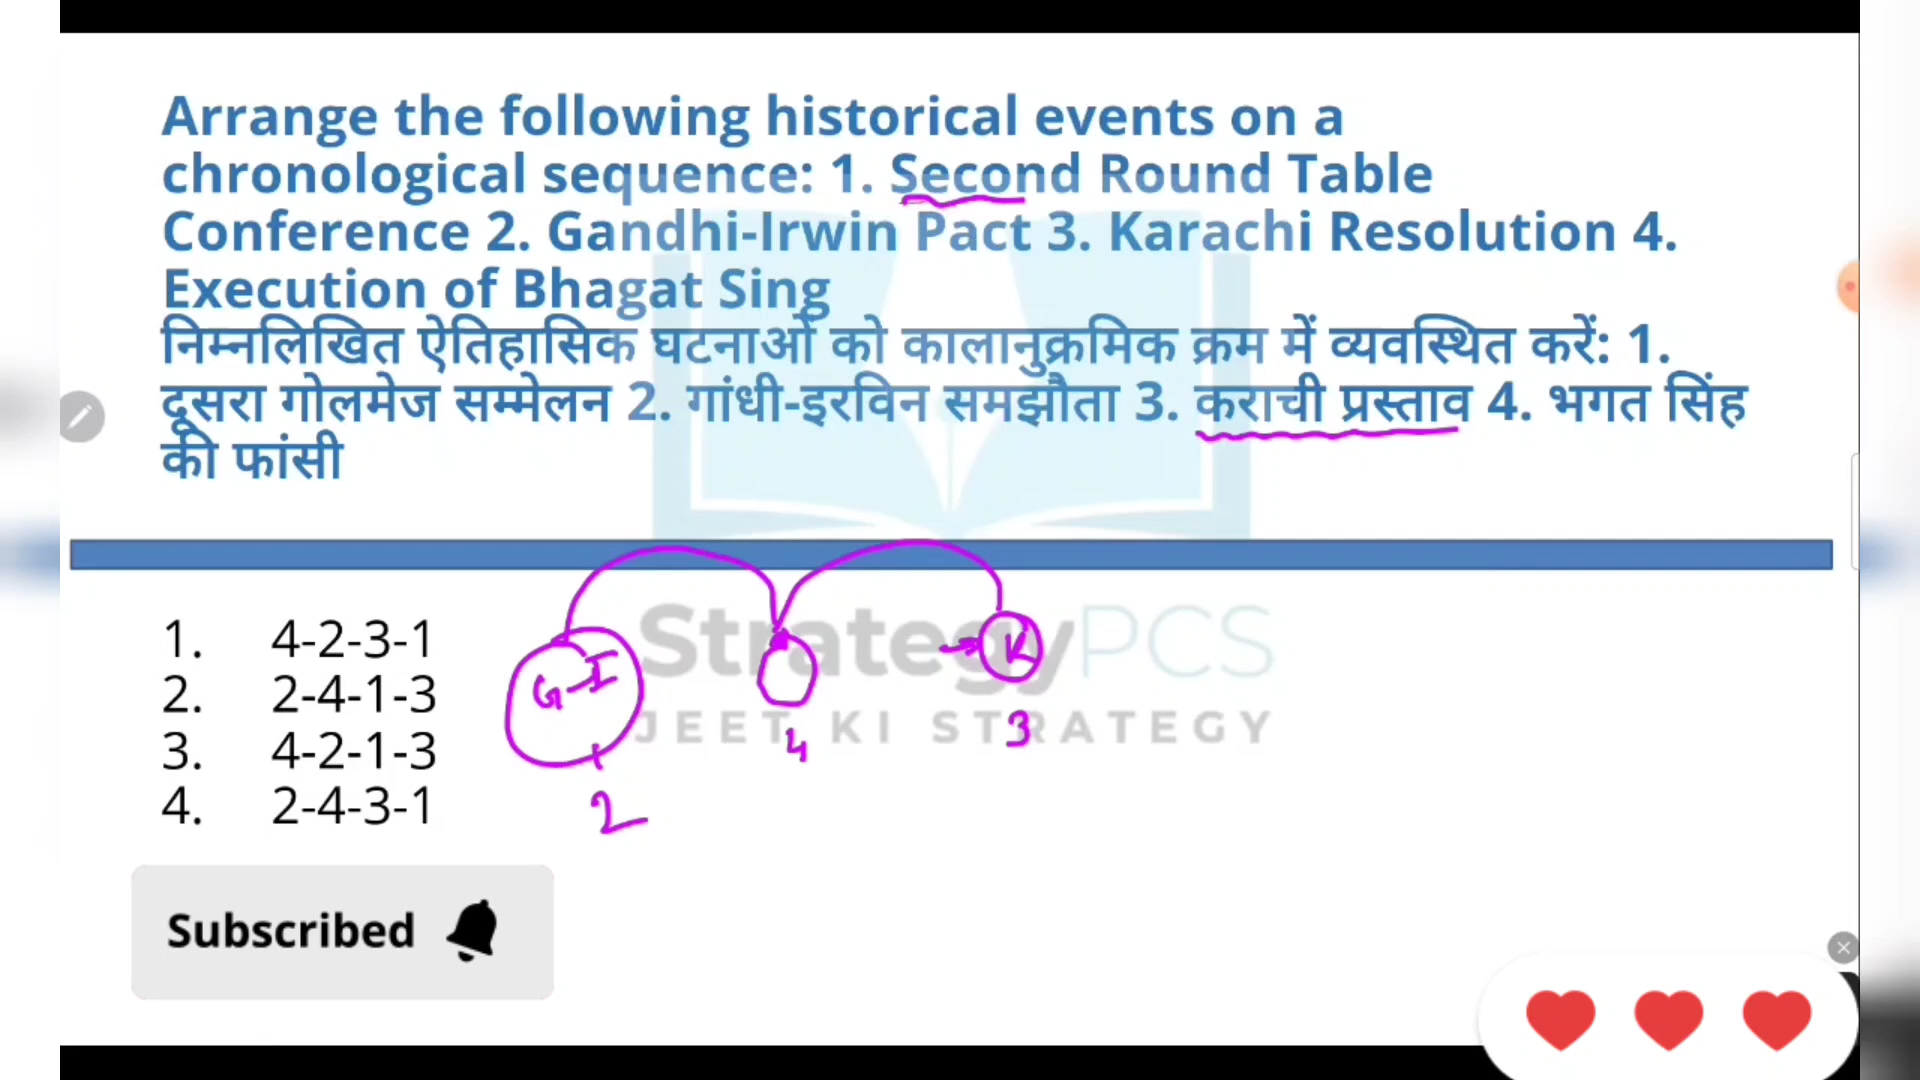 Arrange the following historical events on a
chronological sequence: 1. Second Round Table
Conference 2. Gandhi-Irwin Pact 3. Karachi Resolution 4.
Execution of Bhagat Sing
निम्नलिखित ऐतिहासिक घटनाओं को कालानुक्रमिक क्रम में व्यवस्थित करें: 1.
दूसरा गोलमेज सम्मेलन 2. गांधी-इरविन समझौता 3. कराची प्रस्ताव 4. भगत सिंह
की फांसी
1. 4-2-3-1
2. 2-4-1-3
3. 4-2-1-3
4. 2-4-3-1
G-I
K
StrategyPCS
JEET KI STRATEGY
4
3
2
Subscribed